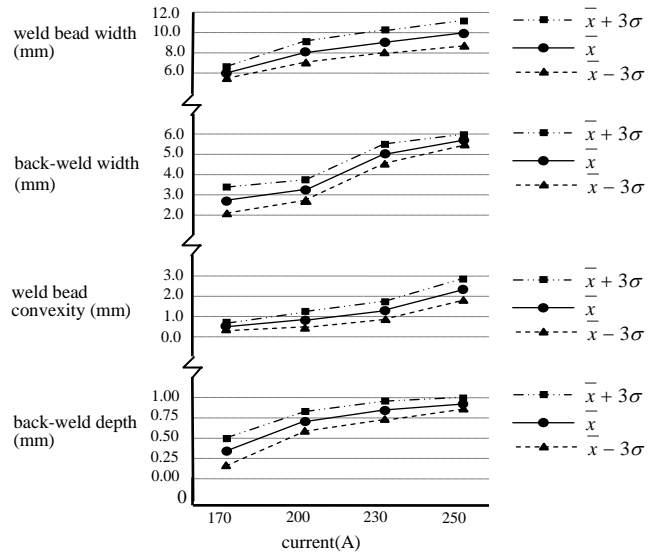 weld bead width
(mm)
12.0
10.0
8.0
6.0
x̄ + 3σ
x̄
x̄ − 3σ
back-weld width
(mm)
6.0
5.0
4.0
3.0
2.0
x̄ + 3σ
x̄
x̄ − 3σ
weld bead
convexity (mm)
3.0
2.0
1.0
0.0
x̄ + 3σ
x̄
x̄ − 3σ
back-weld depth
(mm)
1.00
0.75
0.50
0.25
0.00
0
x̄ + 3σ
x̄
x̄ − 3σ
170 200 230 250
current(A)